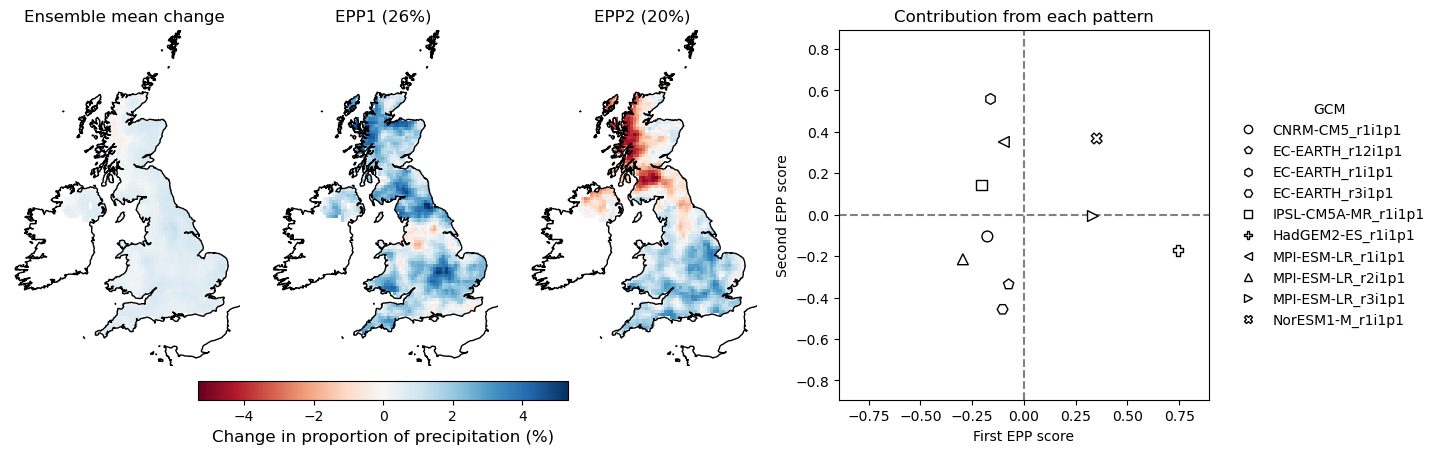 Ensemble mean change
EPP1 (26%)
EPP2 (20%)
Contribution from each pattern
−4
−2
0
2
4
Change in proportion of precipitation (%)
Second EPP score
0.8
0.6
0.4
0.2
0.0
−0.2
−0.4
−0.6
−0.8
−0.75
−0.50
−0.25
0.00
0.25
0.50
0.75
First EPP score
GCM
CNRM-CM5_r1i1p1
EC-EARTH_r12i1p1
EC-EARTH_r1i1p1
EC-EARTH_r3i1p1
IPSL-CM5A-MR_r1i1p1
HadGEM2-ES_r1i1p1
MPI-ESM-LR_r1i1p1
MPI-ESM-LR_r2i1p1
MPI-ESM-LR_r3i1p1
NorESM1-M_r1i1p1